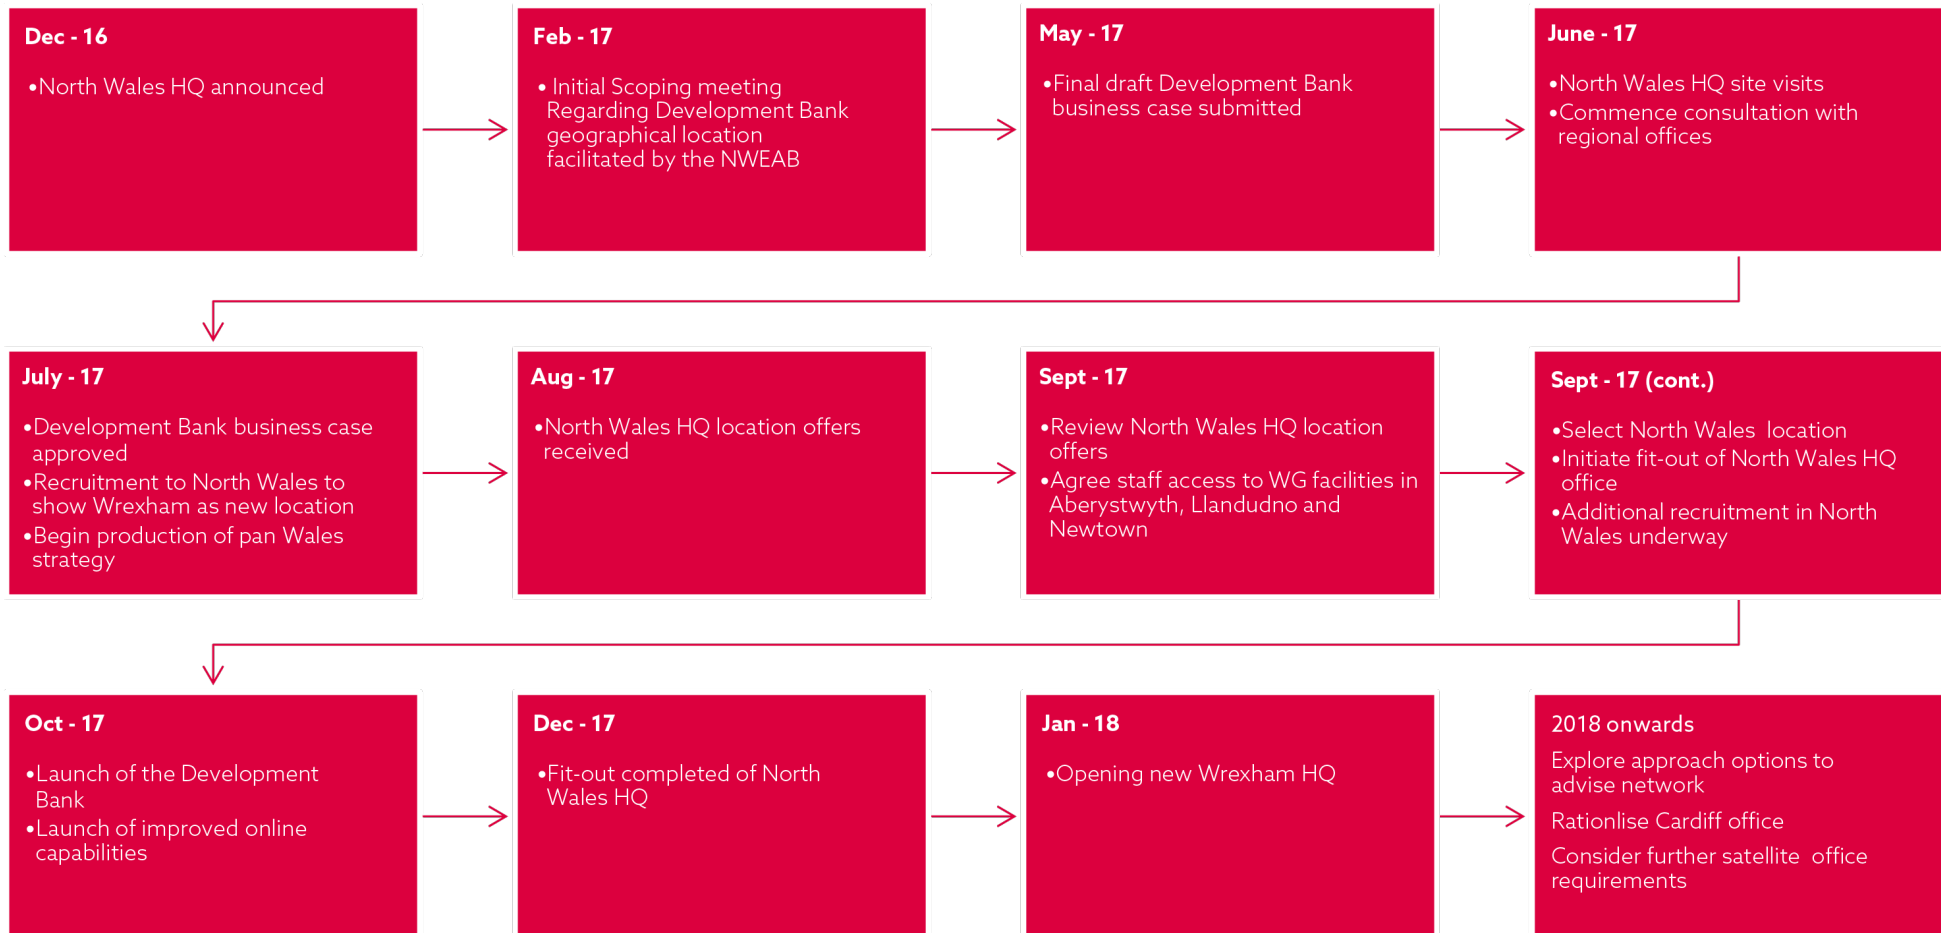 Dec - 16
•North Wales HQ announced
Feb - 17
• Initial Scoping meeting
Regarding Development Bank
geographical location
facilitated by the NWEAB
May - 17
•Final draft Development Bank
business case submitted
June - 17
•North Wales HQ site visits
•Commence consultation with
regional offices
July - 17
•Development Bank business case
approved
•Recruitment to North Wales to
show Wrexham as new location
•Begin production of pan Wales
strategy
Aug - 17
•North Wales HQ location offers
received
Sept - 17
•Review North Wales HQ location
offers
•Agree staff access to WG facilities in
Aberystwyth, Llandudno and
Newtown
Sept - 17 (cont.)
•Select North Wales  location
•Initiate fit-out of North Wales HQ
office
•Additional recruitment in North
Wales underway
Oct - 17
•Launch of the Development
Bank
•Launch of improved online
capabilities
Dec - 17
•Fit-out completed of North
Wales HQ
Jan - 18
•Opening new Wrexham HQ
2018 onwards
Explore approach options to
advise network
Rationlise Cardiff office
Consider further satellite  office
requirements